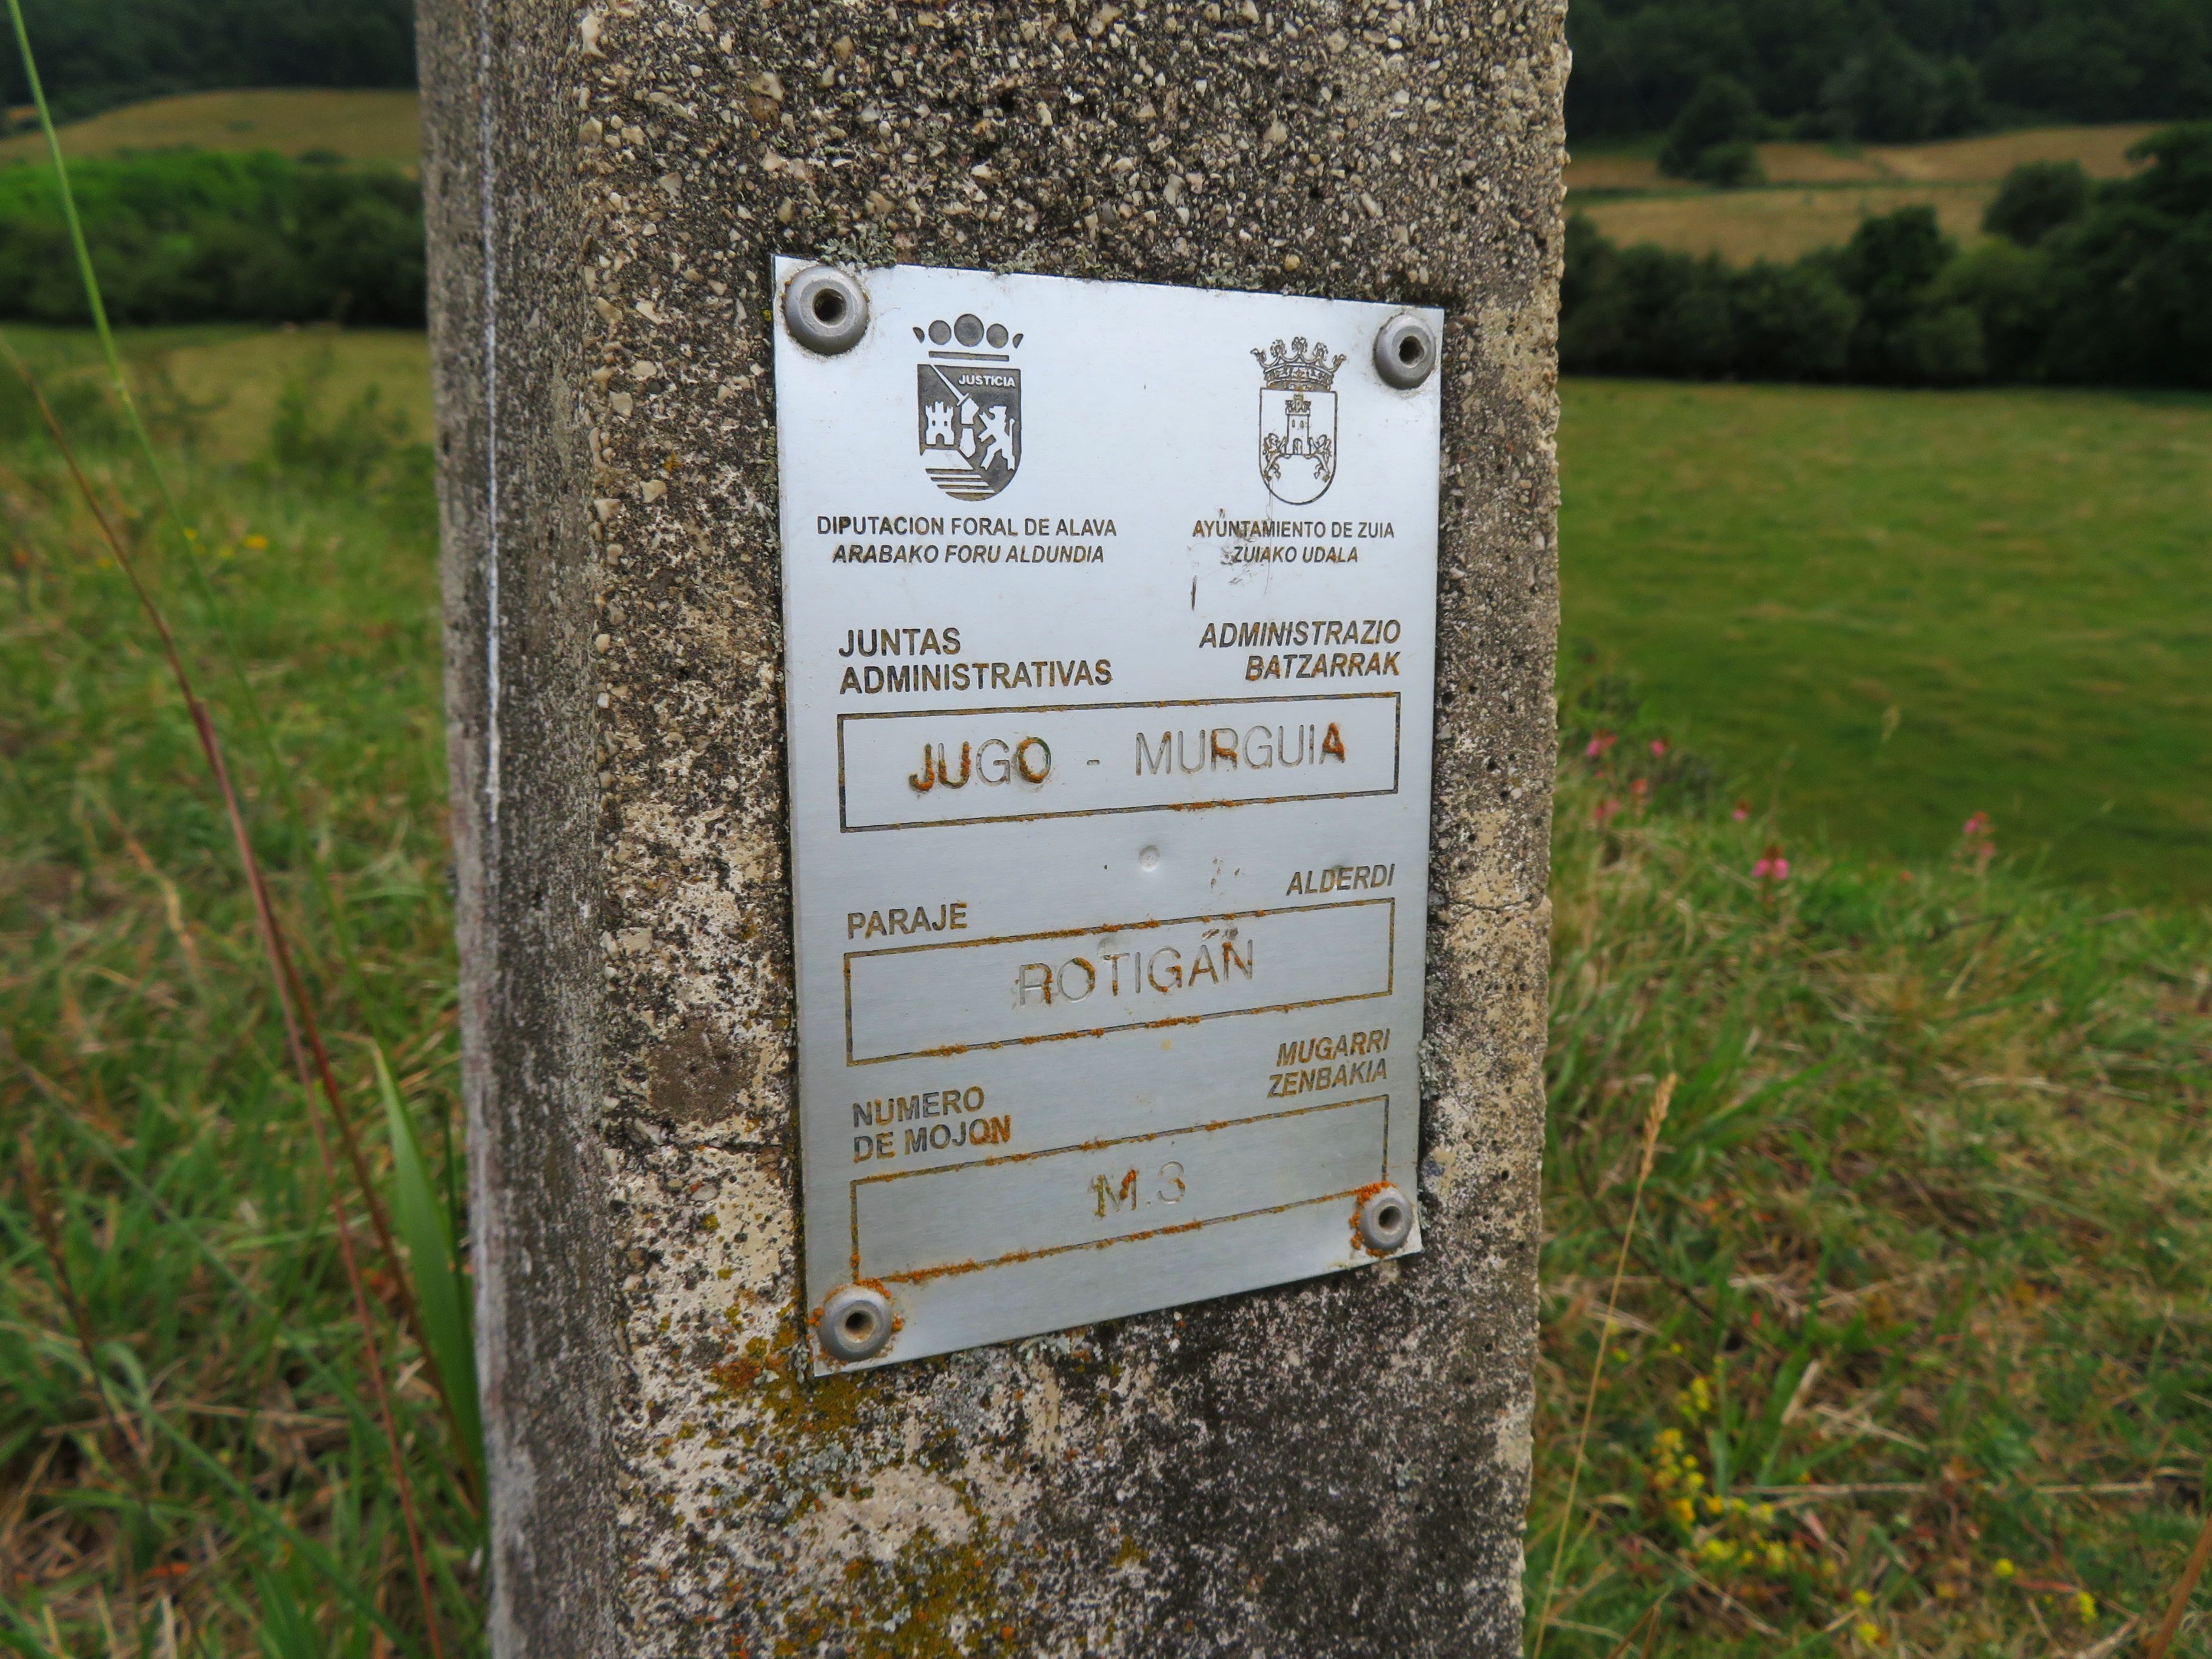 JUSTICIA
DIPUTACION FORAL DE ALAVA
ARABAKO FORU ALDUNDIA
AYUNTAMIENTO DE ZUIA
ZUIAKO UDALA
JUNTAS
ADMINISTRATIVAS
ADMINISTRAZIO
BATZARRAK
JUGO - MURGUIA
PARAJE
ALDERDI
ROTIGÁN
NUMERO
DE MOJON
MUGARRI
ZENBAKIA
M.3